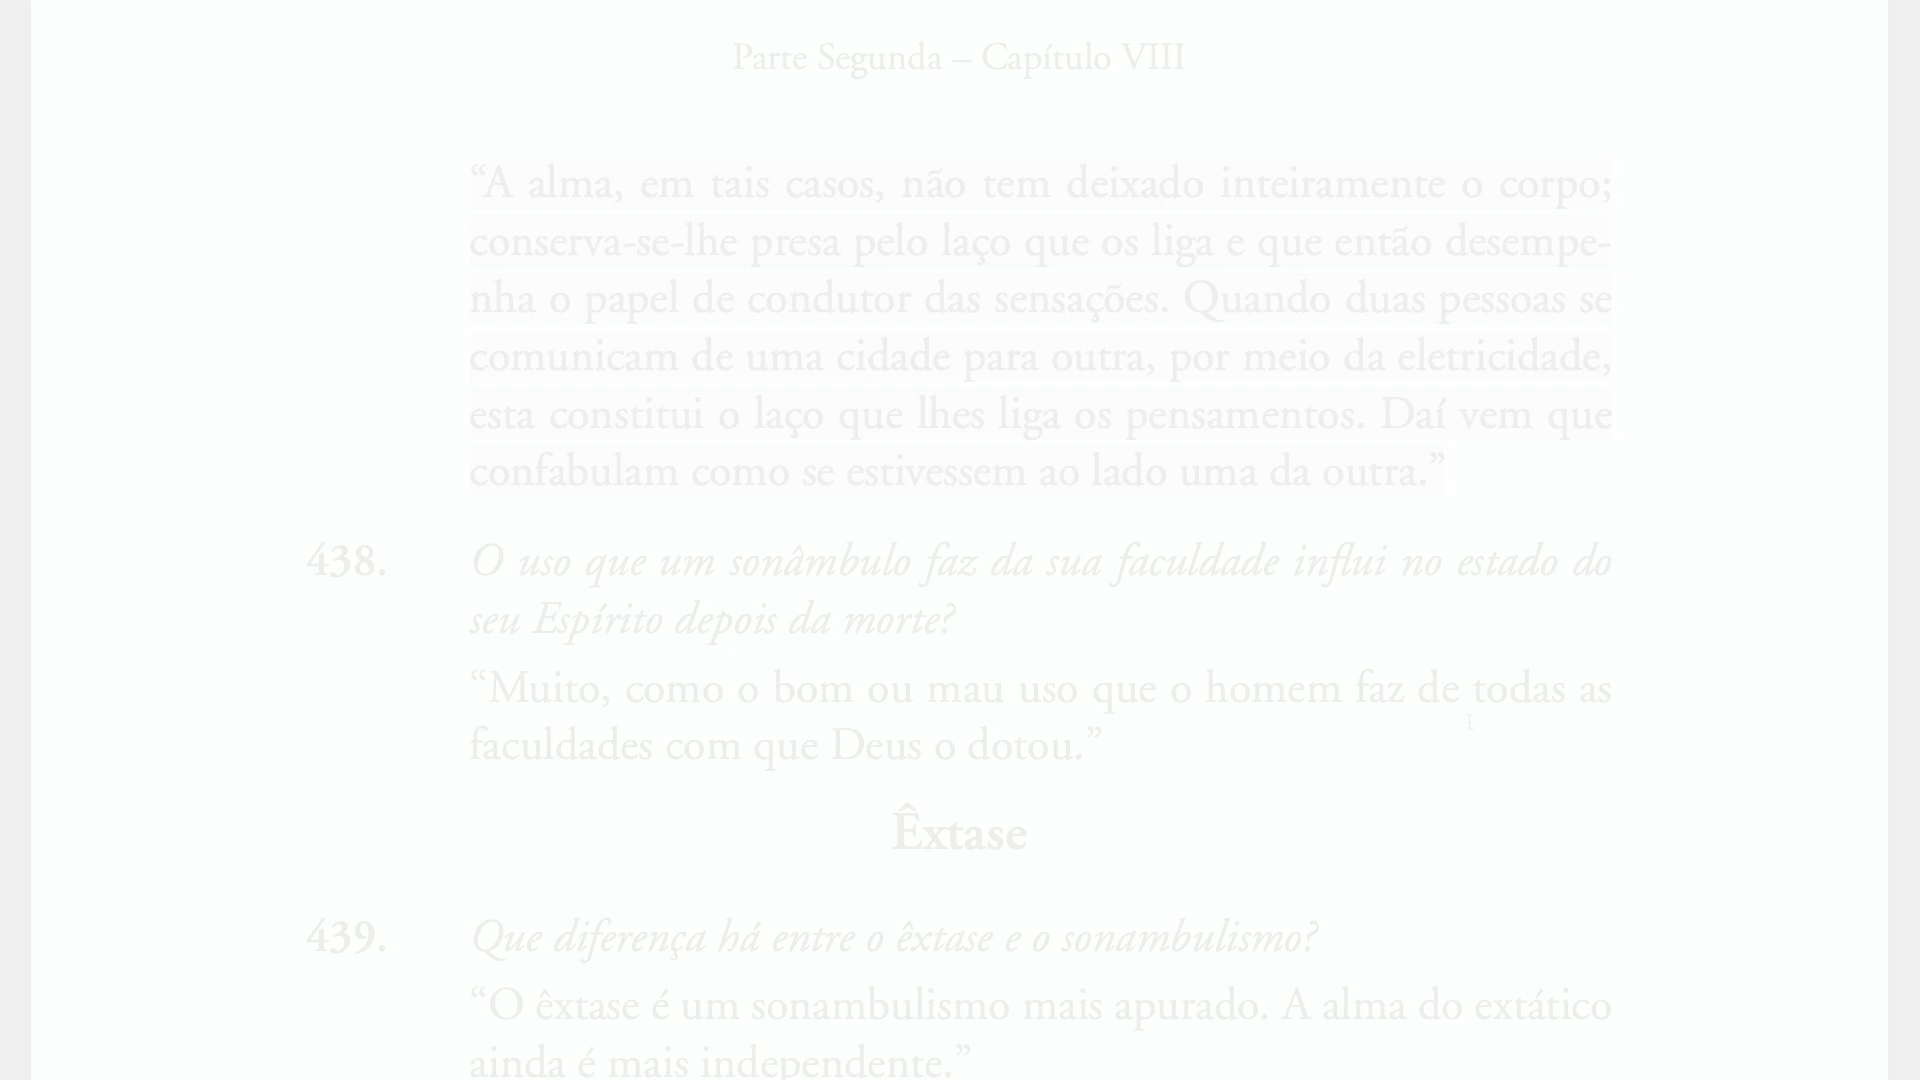 Parte Segunda – Capítulo VIII
“A alma, em tais casos, não tem deixado inteiramente o corpo;
conserva-se-lhe presa pelo laço que os liga e que então desempe-
nha o papel de condutor das sensações. Quando duas pessoas se
comunicam de uma cidade para outra, por meio da eletricidade,
esta constitui o laço que lhes liga os pensamentos. Daí vem que
confabulam como se estivessem ao lado uma da outra.”
438. O uso que um sonâmbulo faz da sua faculdade influi no estado do
seu Espírito depois da morte?
“Muito, como o bom ou mau uso que o homem faz de todas as
faculdades com que Deus o dotou.”
Êxtase
439. Que diferença há entre o êxtase e o sonambulismo?
“O êxtase é um sonambulismo mais apurado. A alma do extático
ainda é mais independente.”